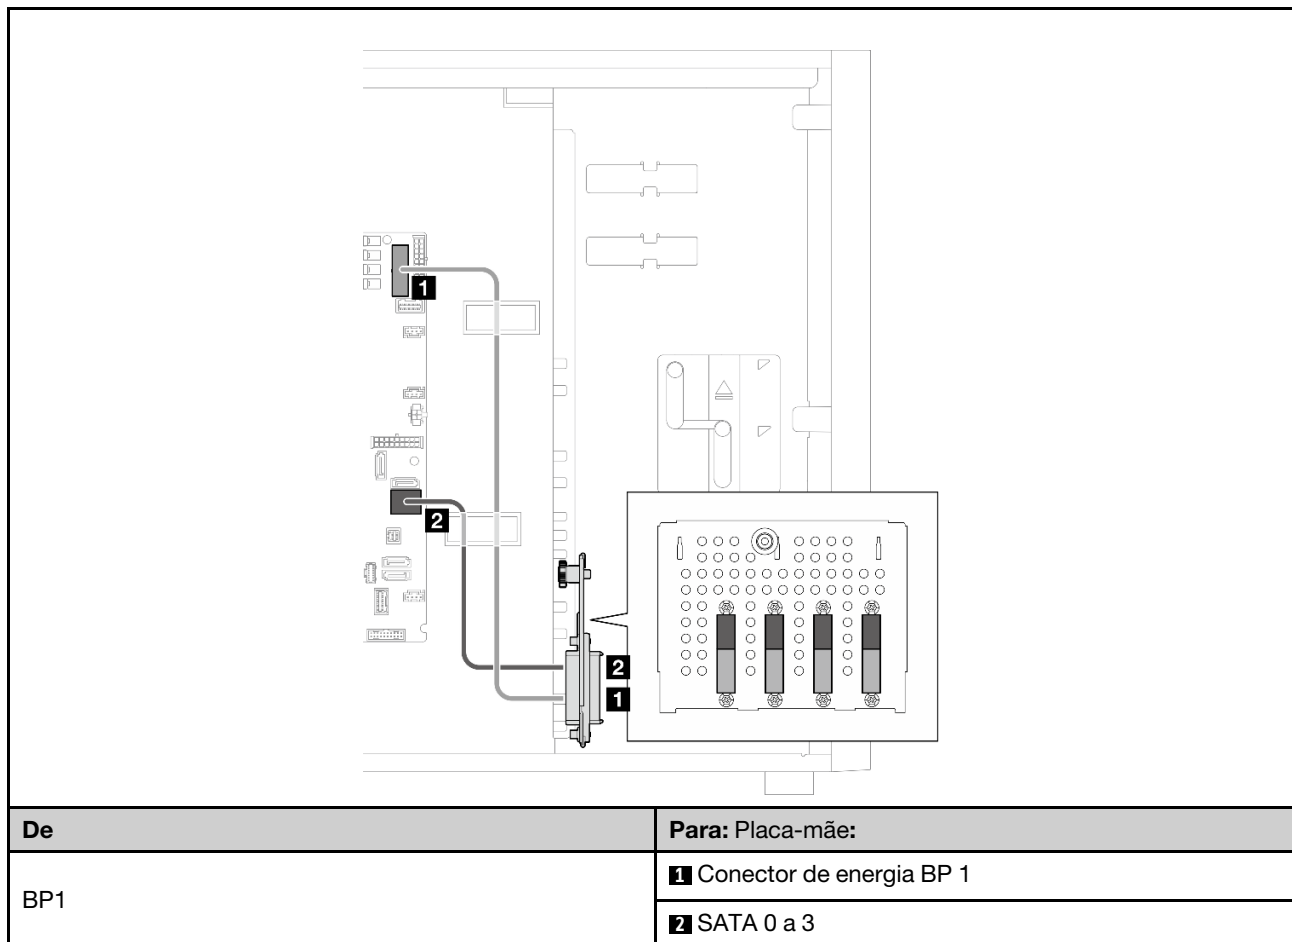 1
2
2
1
De
Para: Placa-mãe:
BP1
1 Conector de energia BP 1
2 SATA 0 a 3